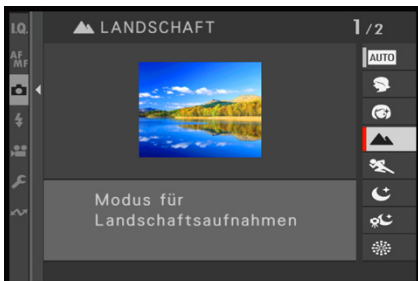 I.Q.
LANDSCHAFT
1/2
AF
MF
AUTO
Modus für
Landschaftsaufnahmen